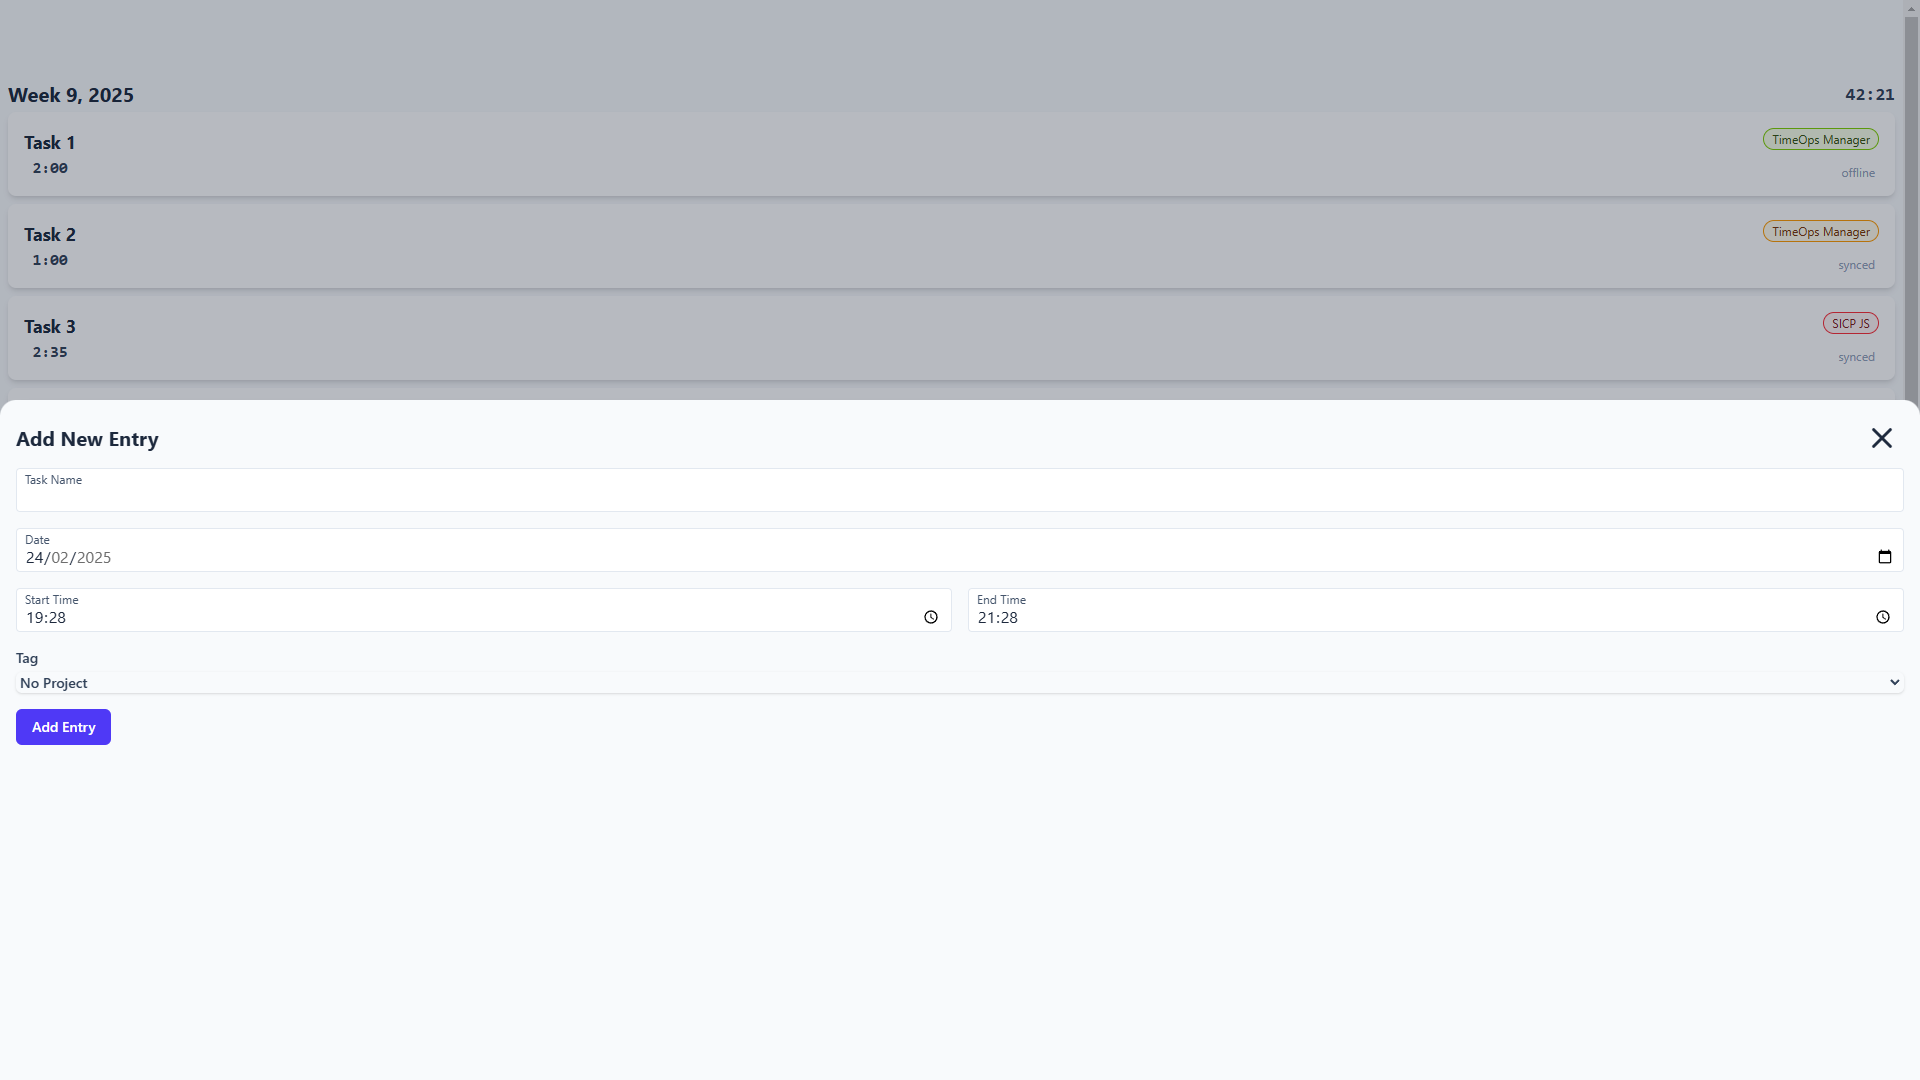 Week 9, 2025 42:21
Task 1 TimeOps Manager
2:00 offline
Task 2 TimeOps Manager
1:00 synced
Task 3 SICP JS
2:35 synced
Add New Entry
Task Name
Date
24/02/2025
Start Time End Time
19:28 21:28
Tag
No Project
Add Entry